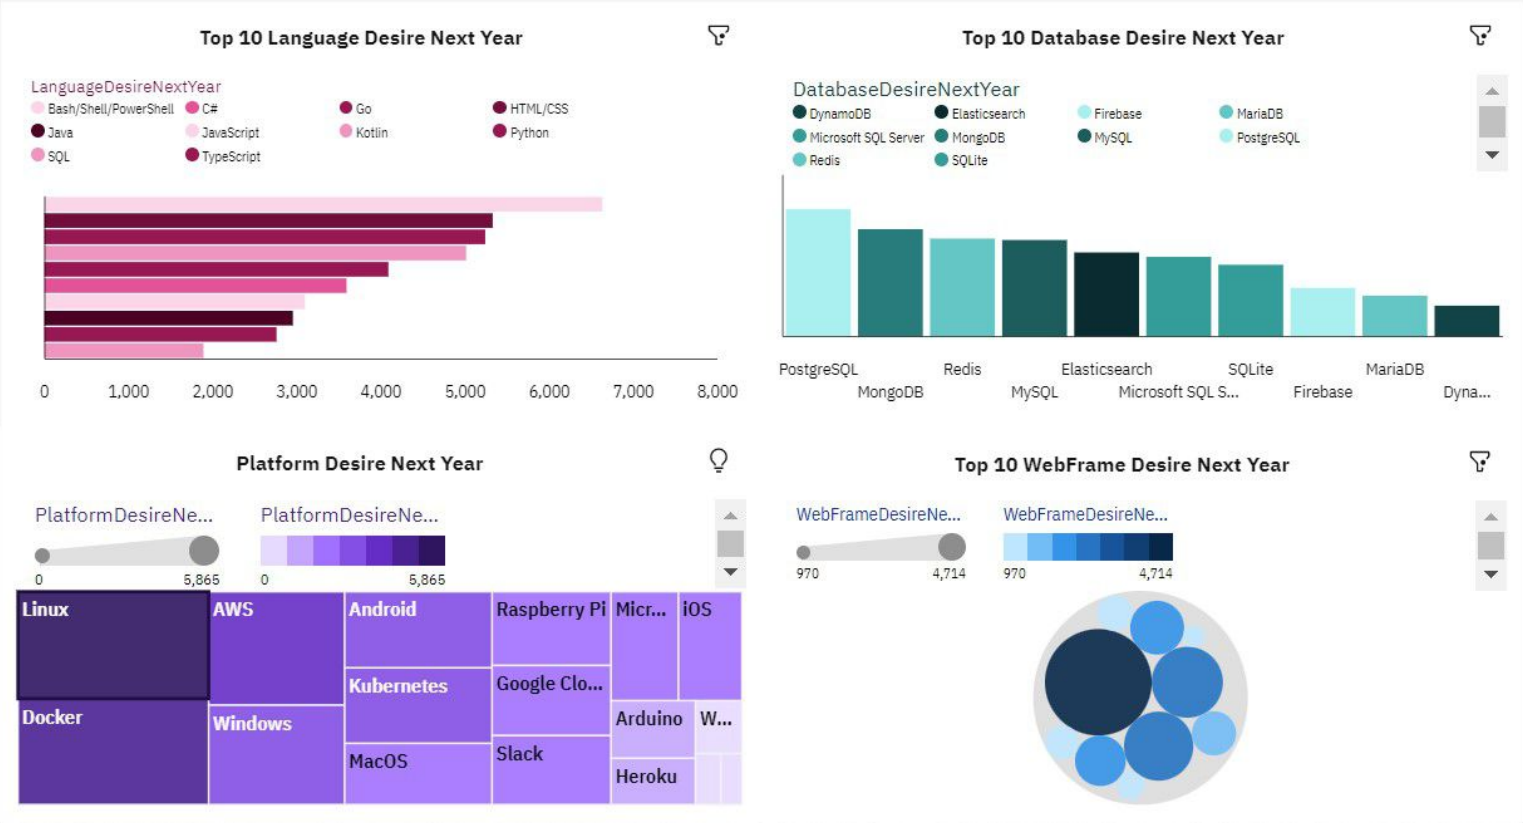 Top 10 Language Desire Next Year
LanguageDesireNextYear
Bash/Shell/PowerShell C# Go HTML/CSS
Java JavaScript Kotlin Python
SQL TypeScript
0 1,000 2,000 3,000 4,000 5,000 6,000 7,000 8,000
Top 10 Database Desire Next Year
DatabaseDesireNextYear
DynamoDB Elasticsearch Firebase MariaDB
Microsoft SQL Server MongoDB MySQL PostgreSQL
Redis SQLite
PostgreSQL Redis Elasticsearch SQLite MariaDB
MongoDB MySQL Microsoft SQL S... Firebase Dyna...
Platform Desire Next Year
PlatformDesireNe... PlatformDesireNe...
0 5,865 0 5,865
Linux AWS Android Raspberry Pi Micr... iOS
Kubernetes Google Clo...
Docker Windows Arduino W...
MacOS Slack Heroku
Top 10 WebFrame Desire Next Year
WebFrameDesireNe... WebFrameDesireNe...
970 4,714 970 4,714